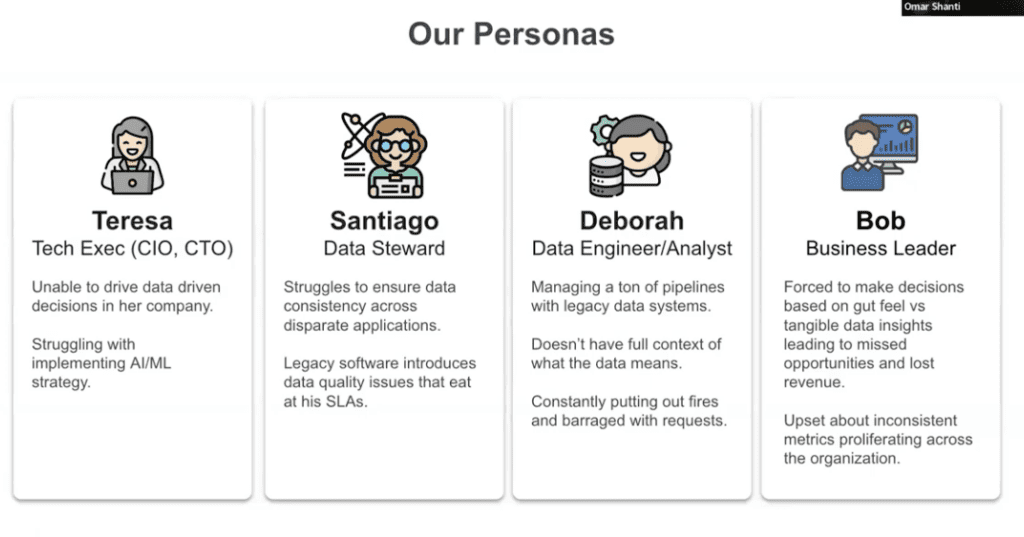 Omar Shanti
Our Personas
Teresa
Tech Exec (CIO, CTO)
Unable to drive data driven
decisions in her company.
Struggling with
implementing AI/ML
strategy.
Santiago
Data Steward
Struggles to ensure data
consistency across
disparate applications.
Legacy software introduces
data quality issues that eat
at his SLAs.
Deborah
Data Engineer/Analyst
Managing a ton of pipelines
with legacy data systems.
Doesn’t have full context of
what the data means.
Constantly putting out fires
and barraged with requests.
Bob
Business Leader
Forced to make decisions
based on gut feel vs
tangible data insights
leading to missed
opportunities and lost
revenue.
Upset about inconsistent
metrics proliferating across
the organization.